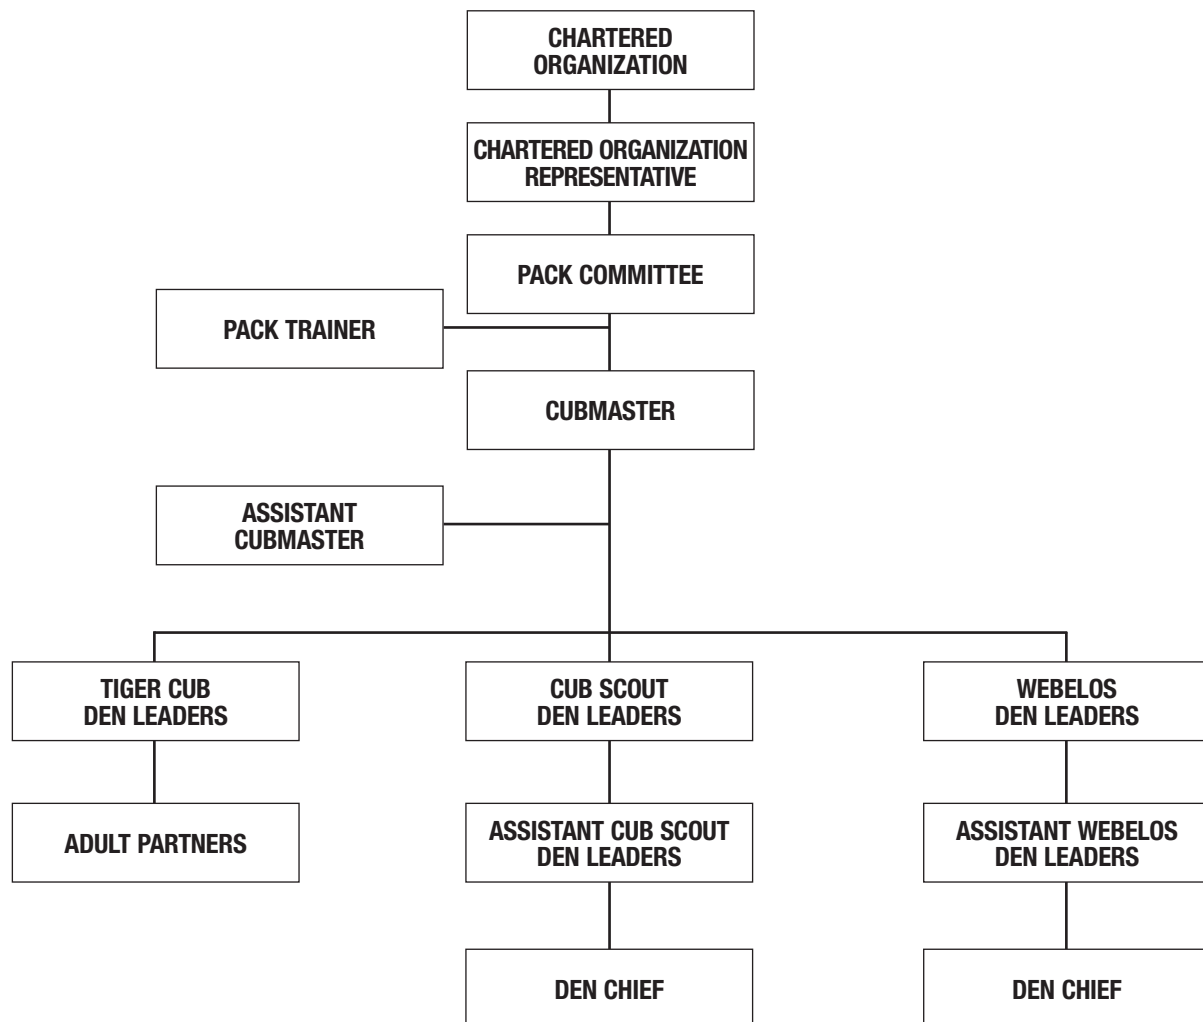 CHARTERED
ORGANIZATION
CHARTERED ORGANIZATION
REPRESENTATIVE
PACK COMMITTEE
PACK TRAINER
CUBMASTER
ASSISTANT
CUBMASTER
TIGER CUB
DEN LEADERS
CUB SCOUT
DEN LEADERS
WEBELOS
DEN LEADERS
ADULT PARTNERS
ASSISTANT CUB SCOUT
DEN LEADERS
ASSISTANT WEBELOS
DEN LEADERS
DEN CHIEF
DEN CHIEF